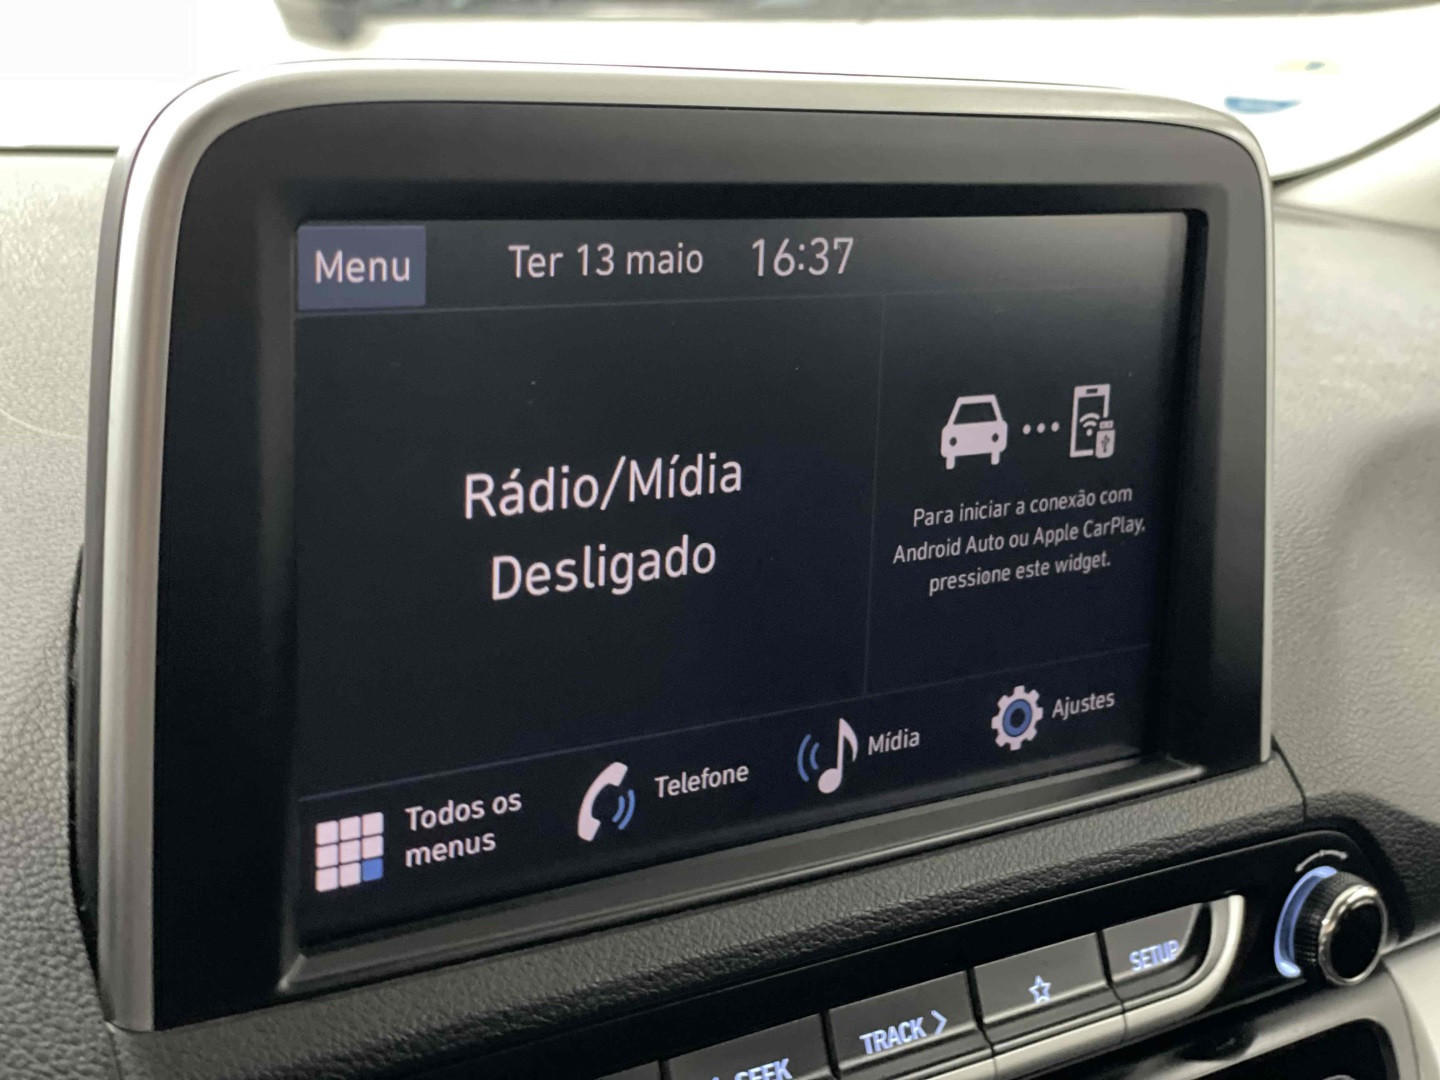 Menu
Ter 13 maio 16:37
Rádio/Mídia
Desligado
Para iniciar a conexão com
Android Auto ou Apple CarPlay,
pressione este widget.
Todos os
menus
Telefone
Mídia
Ajustes
SEEK
TRACK >
SETUP